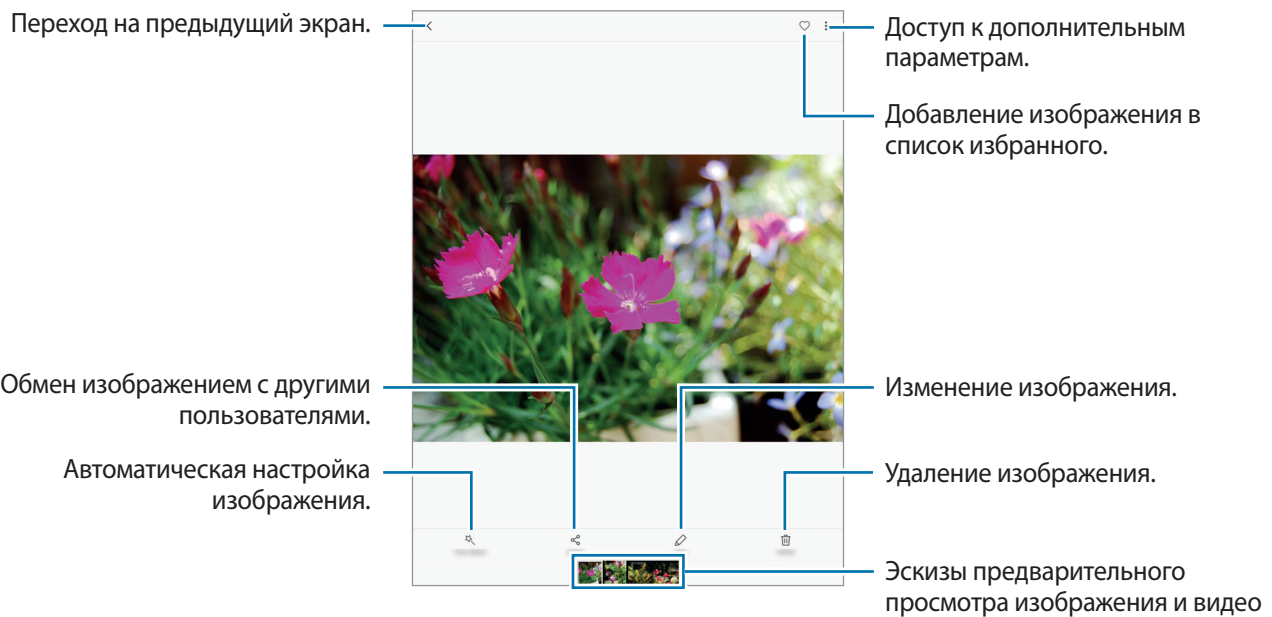 Переход на предыдущий экран.
Доступ к дополнительным
параметрам.
Добавление изображения в
список избранного.
Обмен изображением с другими
пользователями.
Изменение изображения.
Автоматическая настройка
изображения.
Удаление изображения.
Эскизы предварительного
просмотра изображения и видео